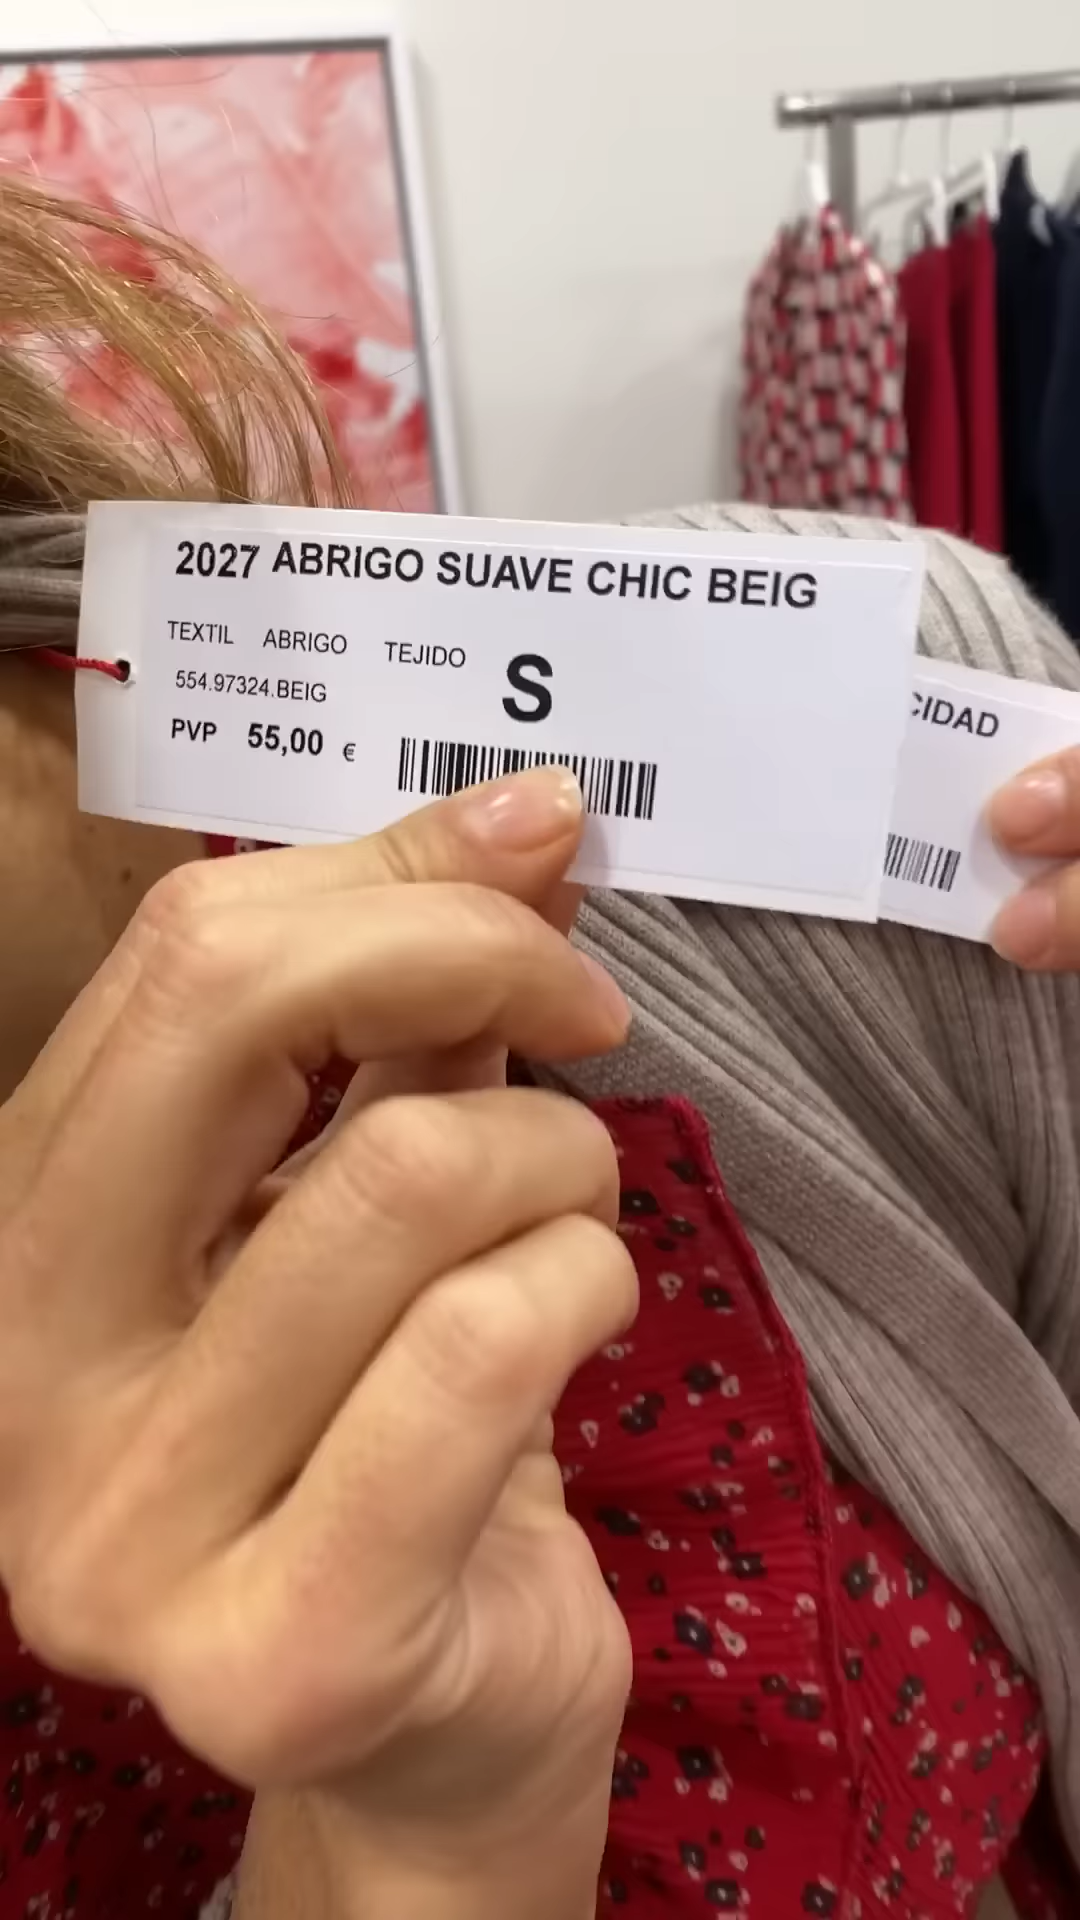 2027 ABRIGO SUAVE CHIC BEIG
TEXTIL ABRIGO TEJIDO
S
554.97324.BEIG
PVP 55,00 €
CIDAD